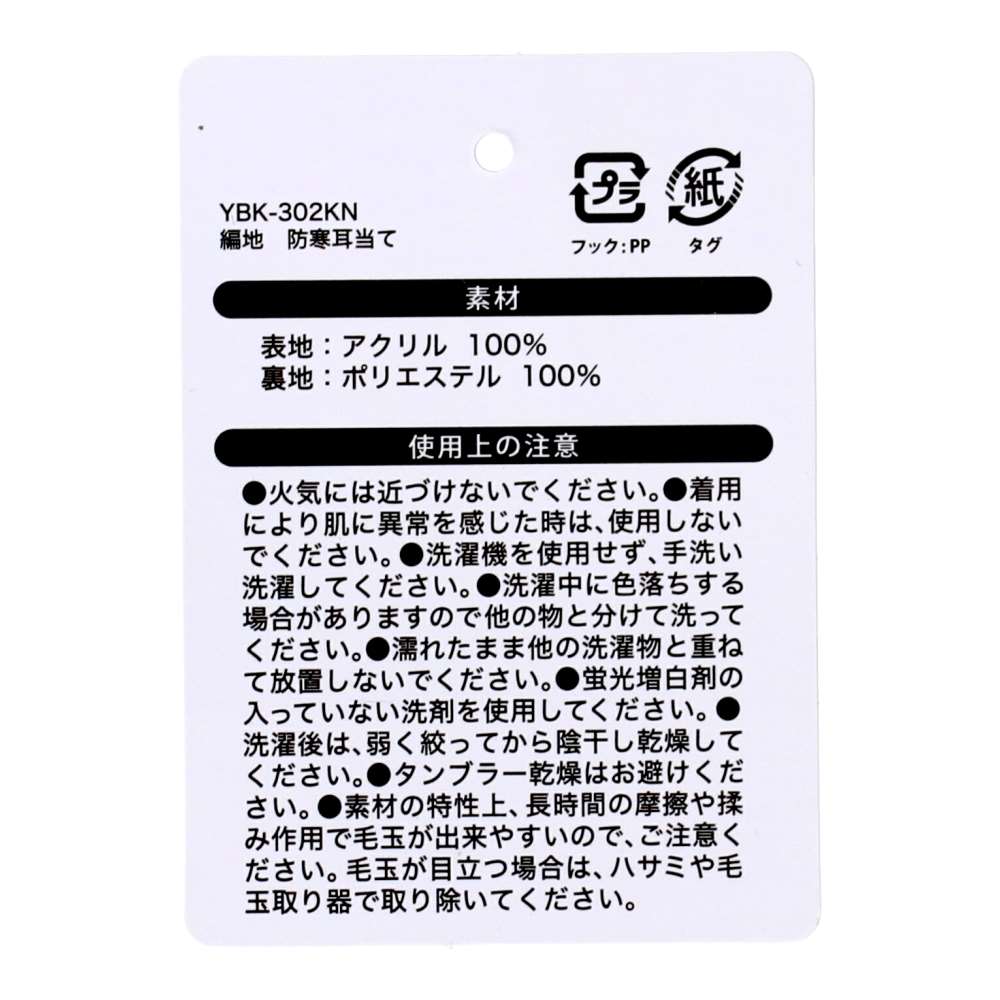 プラ
紙
YBK-302KN
編地　防寒耳当て
フック:PP　タグ
素材
表地：アクリル 100%
裏地：ポリエステル 100%
使用上の注意
●火気には近づけないでください。●着用
により肌に異常を感じた時は、使用しない
でください。●洗濯機を使用せず、手洗い
洗濯してください。●洗濯中に色落ちする
場合がありますので他の物と分けて洗って
ください。●濡れたまま他の洗濯物と重ね
て放置しないでください。●蛍光増白剤の
入っていない洗剤を使用してください。●
洗濯後は、弱く絞ってから陰干し乾燥して
ください。●タンブラー乾燥はお避けくだ
さい。●素材の特性上、長時間の摩擦や揉
み作用で毛玉が出来やすいので、ご注意く
ださい。毛玉が目立つ場合は、ハサミや毛
玉取り器で取り除いてください。